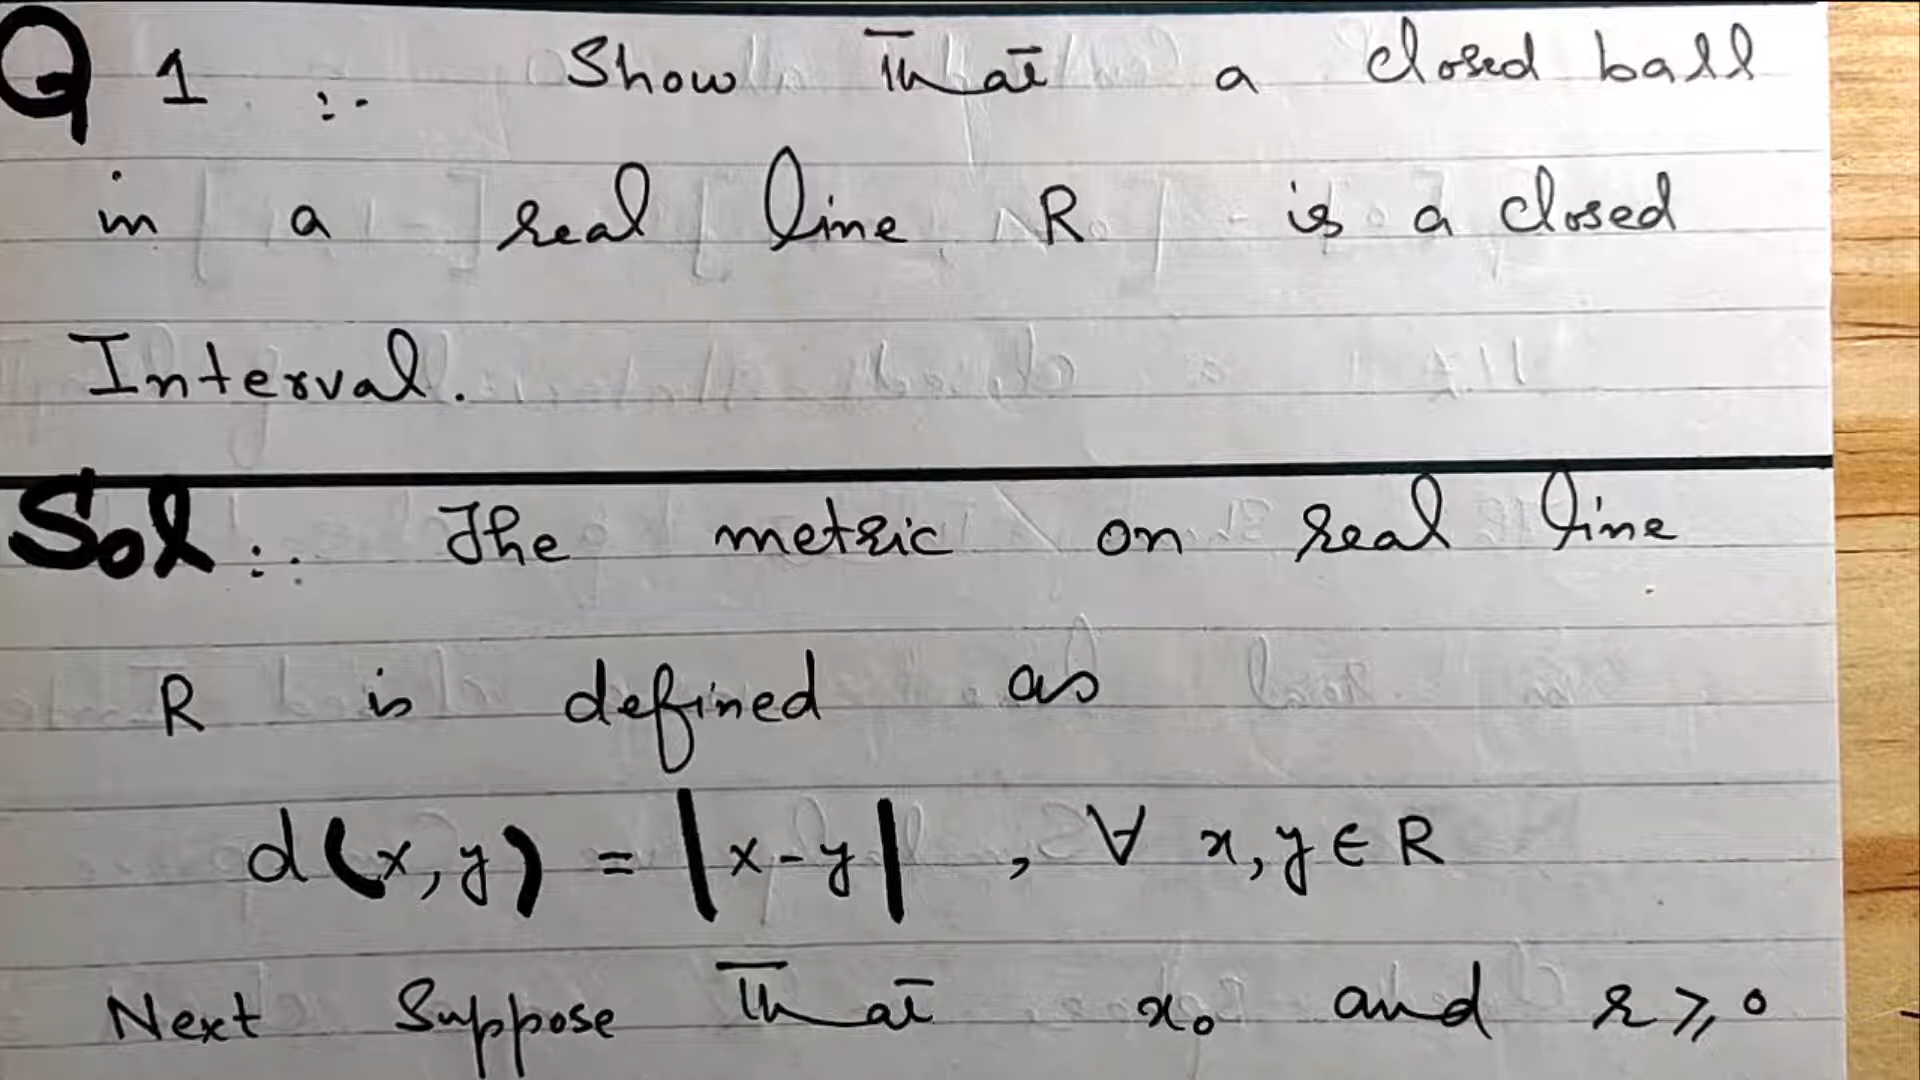 Q 1 :- Show that a closed ball
in a real line R is a closed
Interval.
Sol:. The metric on real line
R is defined as
d(x,y) = |x-y| , ∀ x,y ∈ R
Next Suppose that x₀ and r ⩾ 0